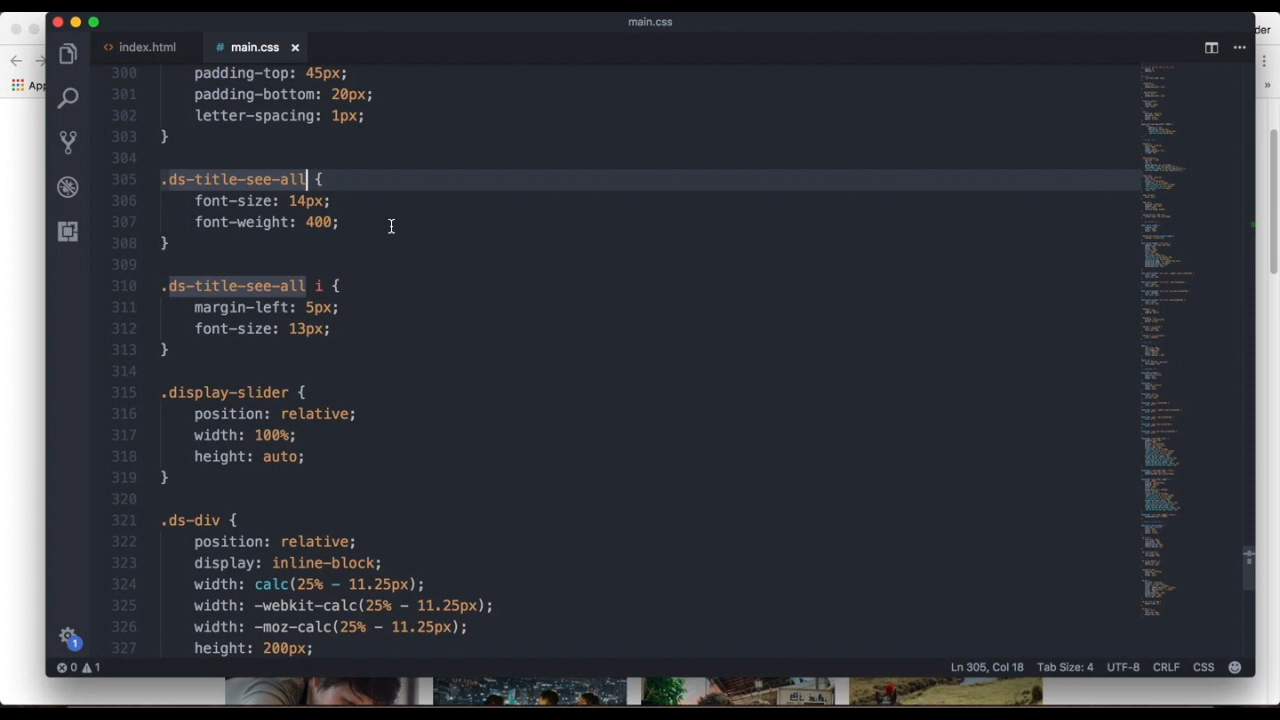 main.css
der
App
»
index.html
# main.css ×
300 padding-top: 45px;
301 padding-bottom: 20px;
302 letter-spacing: 1px;
303 }
304
305 .ds-title-see-all {
306 font-size: 14px;
307 font-weight: 400;
308 }
309
310 .ds-title-see-all i {
311 margin-left: 5px;
312 font-size: 13px;
313 }
314
315 .display-slider {
316 position: relative;
317 width: 100%;
318 height: auto;
319 }
320
321 .ds-div {
322 position: relative;
323 display: inline-block;
324 width: calc(25% - 11.25px);
325 width: -webkit-calc(25% - 11.25px);
326 width: -moz-calc(25% - 11.25px);
327 height: 200px;
1
0 1 Ln 305, Col 18 Tab Size: 4 UTF-8 CRLF CSS